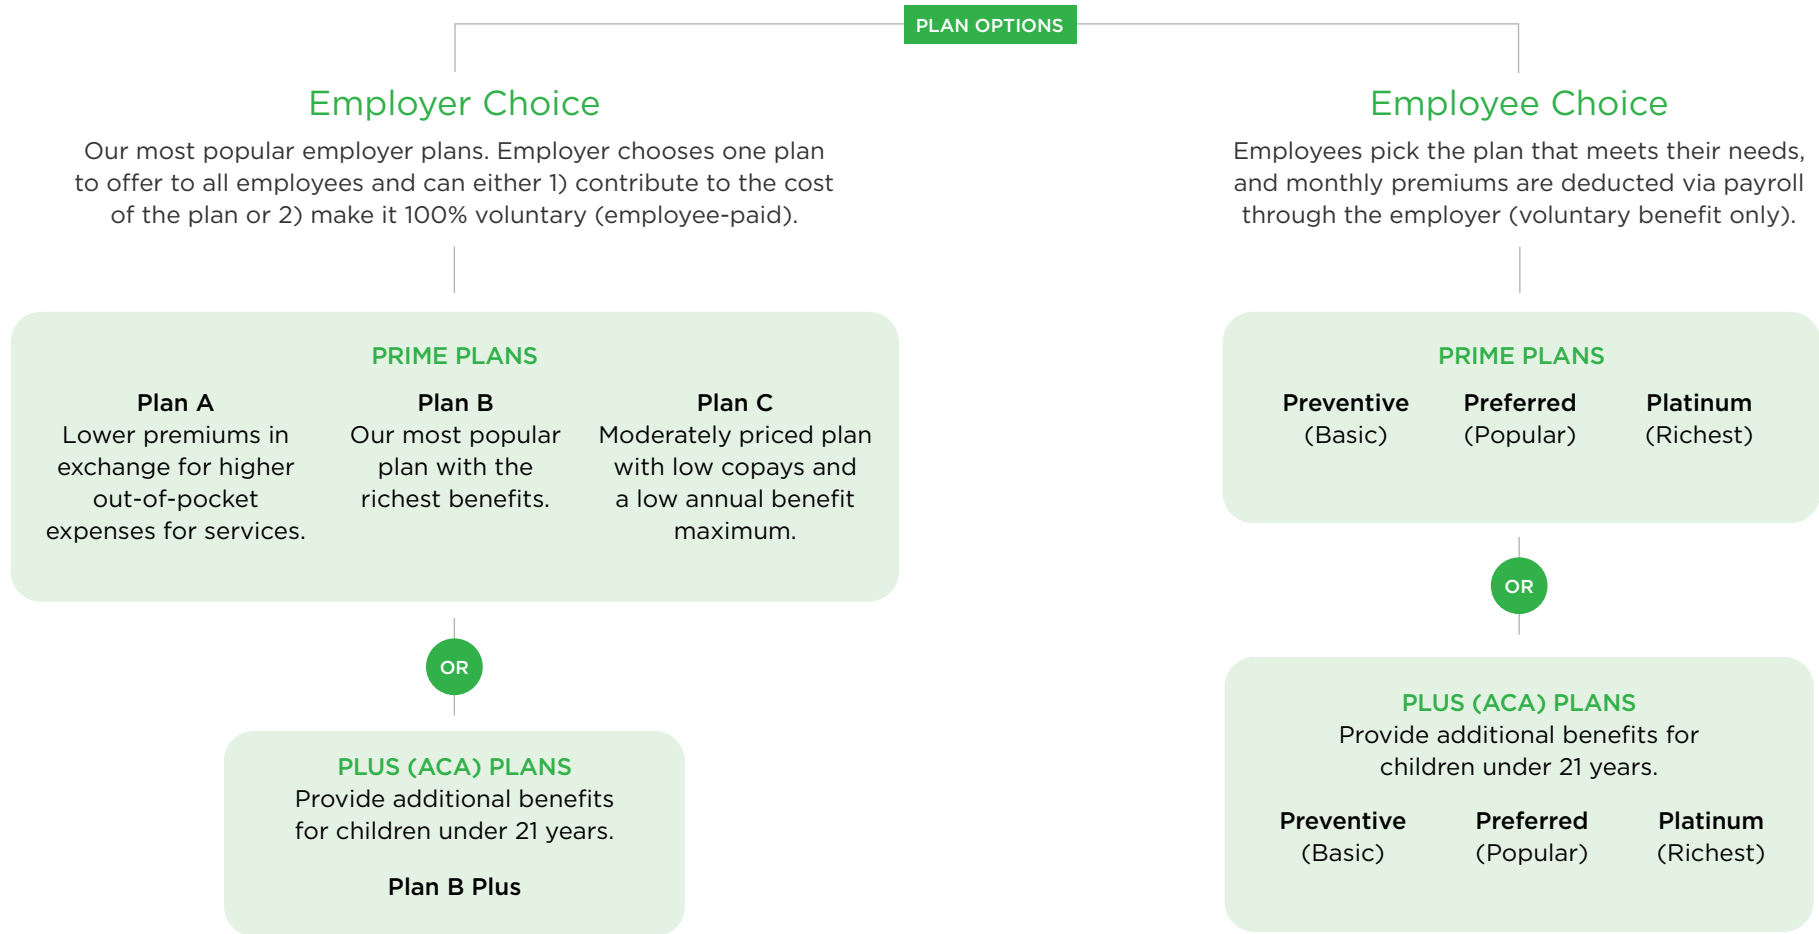 PLAN OPTIONS
Employer Choice
Our most popular employer plans. Employer chooses one plan
to offer to all employees and can either 1) contribute to the cost
of the plan or 2) make it 100% voluntary (employee-paid).
PRIME PLANS
Plan A
Lower premiums in
exchange for higher
out-of-pocket
expenses for services.
Plan B
Our most popular
plan with the
richest benefits.
Plan C
Moderately priced plan
with low copays and
a low annual benefit
maximum.
OR
PLUS (ACA) PLANS
Provide additional benefits
for children under 21 years.
Plan B Plus
Employee Choice
Employees pick the plan that meets their needs,
and monthly premiums are deducted via payroll
through the employer (voluntary benefit only).
PRIME PLANS
Preventive
(Basic)
Preferred
(Popular)
Platinum
(Richest)
OR
PLUS (ACA) PLANS
Provide additional benefits for
children under 21 years.
Preventive
(Basic)
Preferred
(Popular)
Platinum
(Richest)